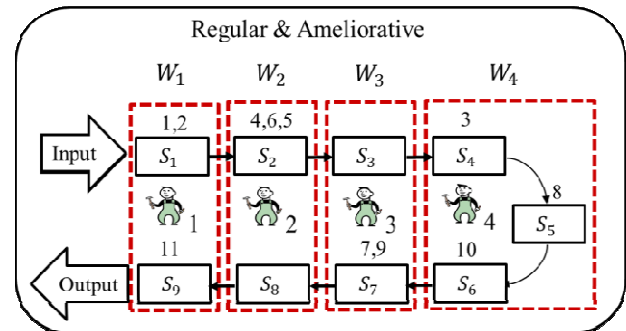 Regular & Ameliorative
W₁ W₂ W₃ W₄
1,2 4,6,5 3
Input S₁ S₂ S₃ S₄
8
S₅
1 2 3 4
11 7,9 10
Output S₉ S₈ S₇ S₆